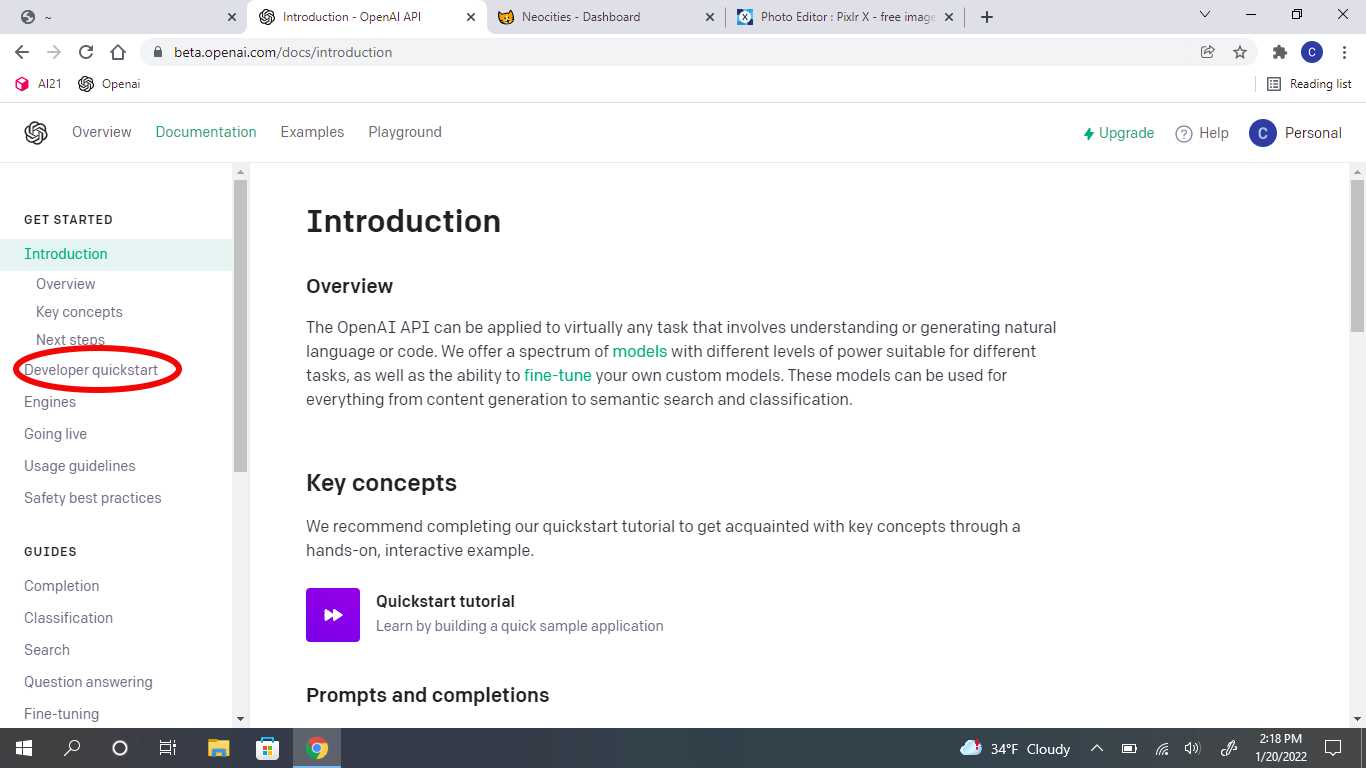 ~
Introduction - OpenAI API
Neocities - Dashboard
Photo Editor : Pixlr X - free image
beta.openai.com/docs/introduction
C
AI21
Openai
Reading list
Overview
Documentation
Examples
Playground
Upgrade
Help
C
Personal
GET STARTED
Introduction
Overview
Key concepts
Next steps
Developer quickstart
Engines
Going live
Usage guidelines
Safety best practices
GUIDES
Completion
Classification
Search
Question answering
Fine-tuning
Introduction
Overview
The OpenAI API can be applied to virtually any task that involves understanding or generating natural
language or code. We offer a spectrum of models with different levels of power suitable for different
tasks, as well as the ability to fine-tune your own custom models. These models can be used for
everything from content generation to semantic search and classification.
Key concepts
We recommend completing our quickstart tutorial to get acquainted with key concepts through a
hands-on, interactive example.
Quickstart tutorial
Learn by building a quick sample application
Prompts and completions
34°F Cloudy
2:18 PM
1/20/2022